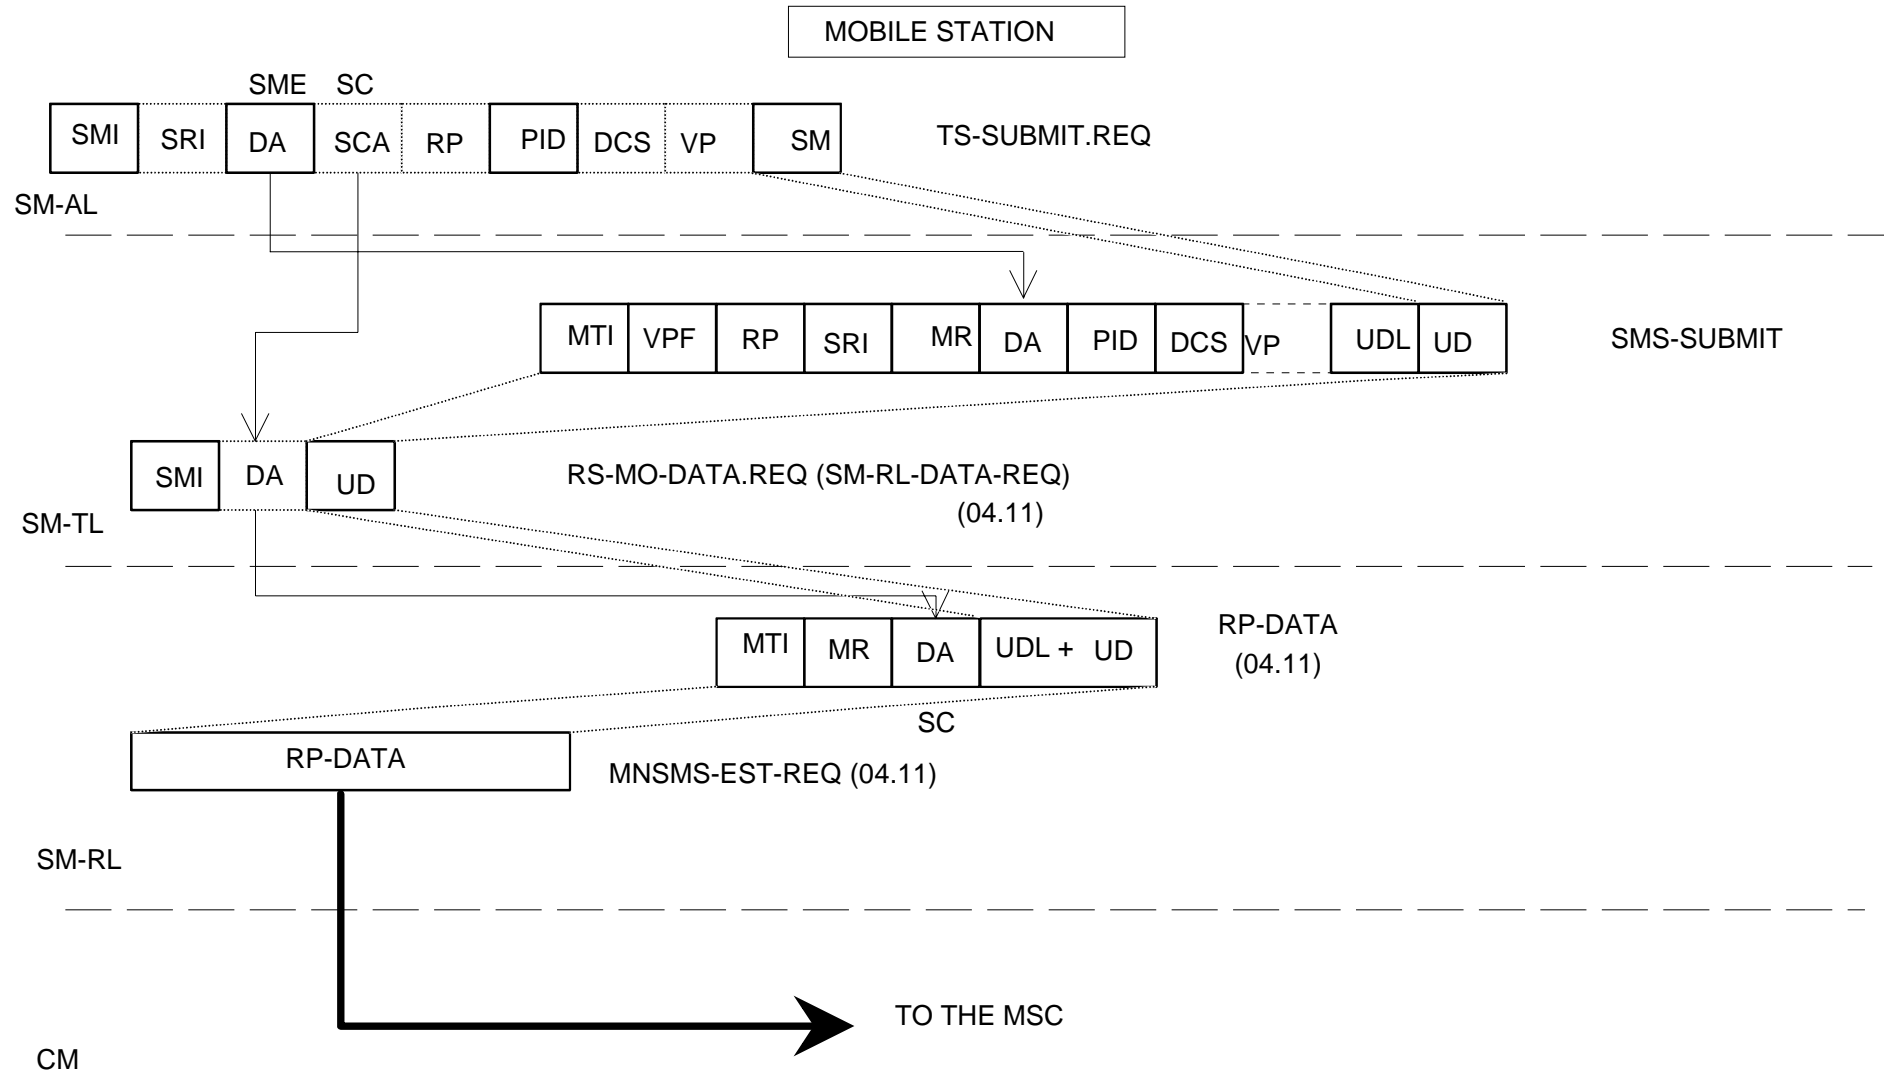 MOBILE STATION
SME SC
SMI SRI DA SCA RP PID DCS VP SM TS-SUBMIT.REQ
SM-AL
MTI VPF RP SRI MR DA PID DCS VP UDL UD SMS-SUBMIT
SMI DA UD RS-MO-DATA.REQ (SM-RL-DATA-REQ)
(04.11)
SM-TL
MTI MR DA UDL + UD RP-DATA
(04.11)
SC
RP-DATA MNSMS-EST-REQ (04.11)
SM-RL
TO THE MSC
CM